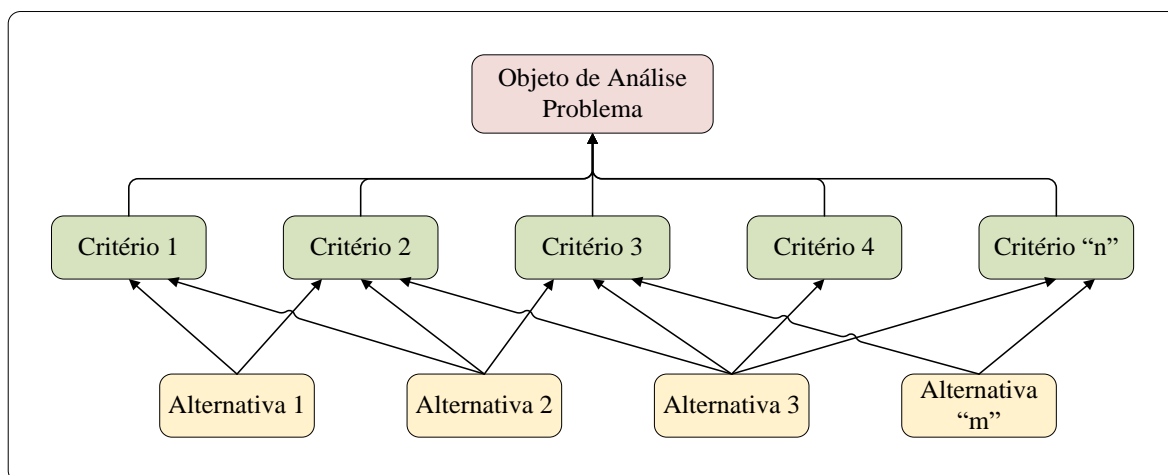 Objeto de Análise
Problema
Critério 1
Critério 2
Critério 3
Critério 4
Critério “n”
Alternativa 1
Alternativa 2
Alternativa 3
Alternativa
“m”